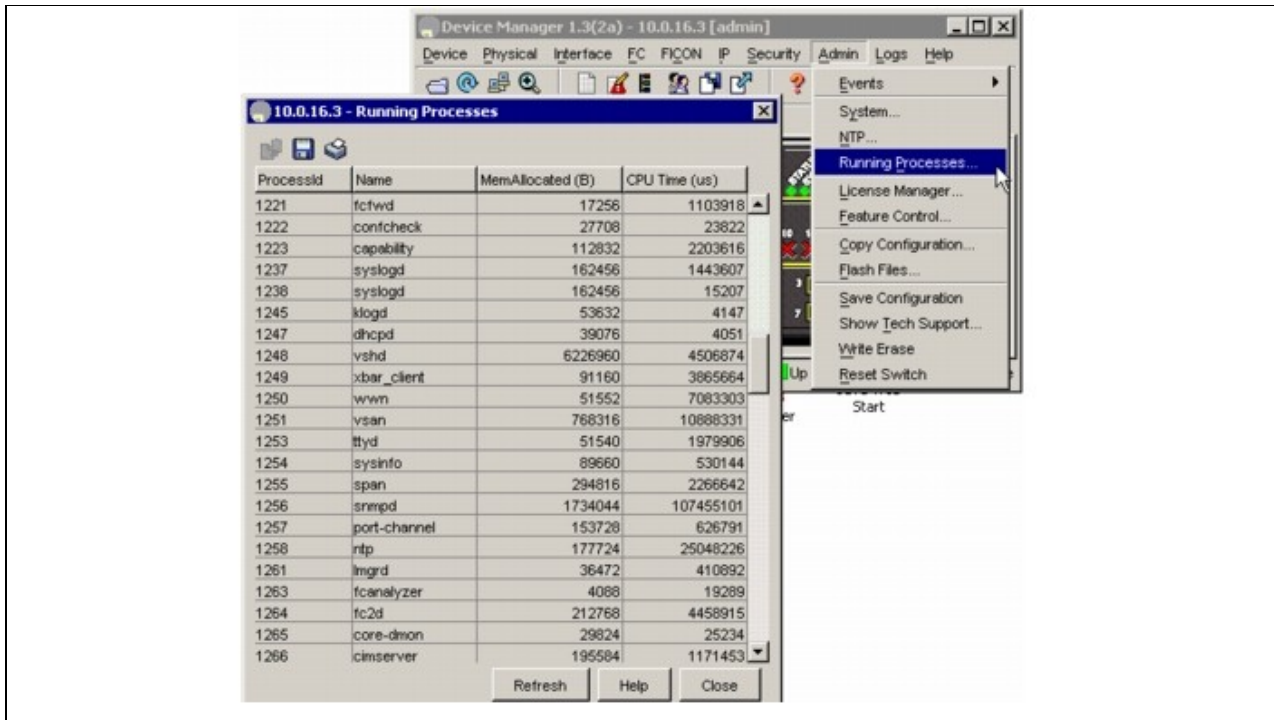 Device Manager 1.3(2a) - 10.0.16.3 [admin]
Device Physical Interface FC FICON IP Security Admin Logs Help
Events
System...
NTP...
Running Processes...
License Manager...
Feature Control...
Copy Configuration...
Flash Files...
Save Configuration
Show Tech Support...
Write Erase
Reset Switch
Up
Start
10.0.16.3 - Running Processes
ProcessId Name MemAllocated (B) CPU Time (us)
1221 fcfwd 17256 1103918
1222 confcheck 27708 23822
1223 capability 112832 2203616
1237 syslogd 162456 1443607
1238 syslogd 162456 15207
1245 klogd 53632 4147
1247 dhcpd 39076 4051
1248 vshd 6226960 4506874
1249 xbar_client 91160 3865664
1250 wwn 51552 7083303
1251 vsan 768316 10888331
1253 ttyd 51540 1979906
1254 sysinfo 89660 530144
1255 span 294816 2266642
1256 snmpd 1734044 107455101
1257 port-channel 153728 626791
1258 ntp 177724 25048226
1261 lmgrd 36472 410892
1263 fcanalyzer 4088 19289
1264 fc2d 212768 4458915
1265 core-dmon 29824 25234
1266 cimserver 195584 1171453
Refresh Help Close